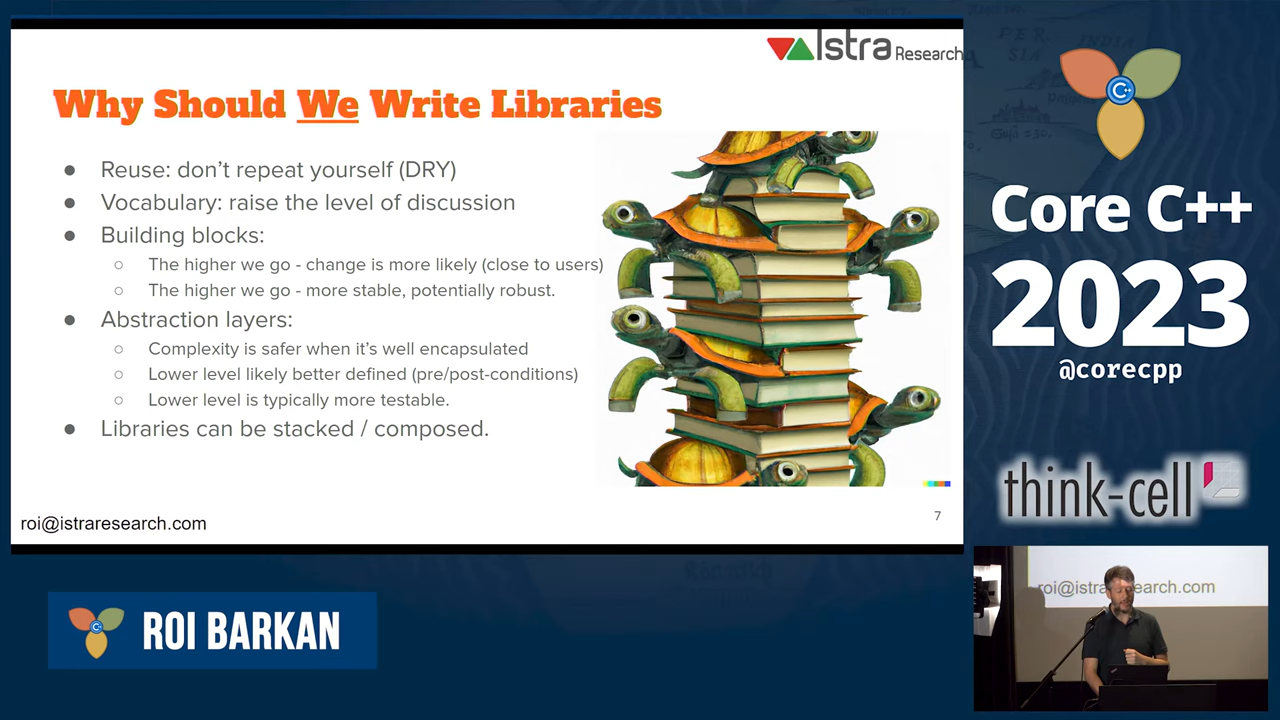 Istra Research
Why Should We Write Libraries
● Reuse: don’t repeat yourself (DRY)
● Vocabulary: raise the level of discussion
● Building blocks:
○ The higher we go - change is more likely (close to users)
○ The higher we go - more stable, potentially robust.
● Abstraction layers:
○ Complexity is safer when it’s well encapsulated
○ Lower level likely better defined (pre/post-conditions)
○ Lower level is typically more testable.
● Libraries can be stacked / composed.
roi@istraresearch.com
7
C++
Core C++
2023
@corecpp
think-cell
C++
ROI BARKAN
roi@istraresearch.com